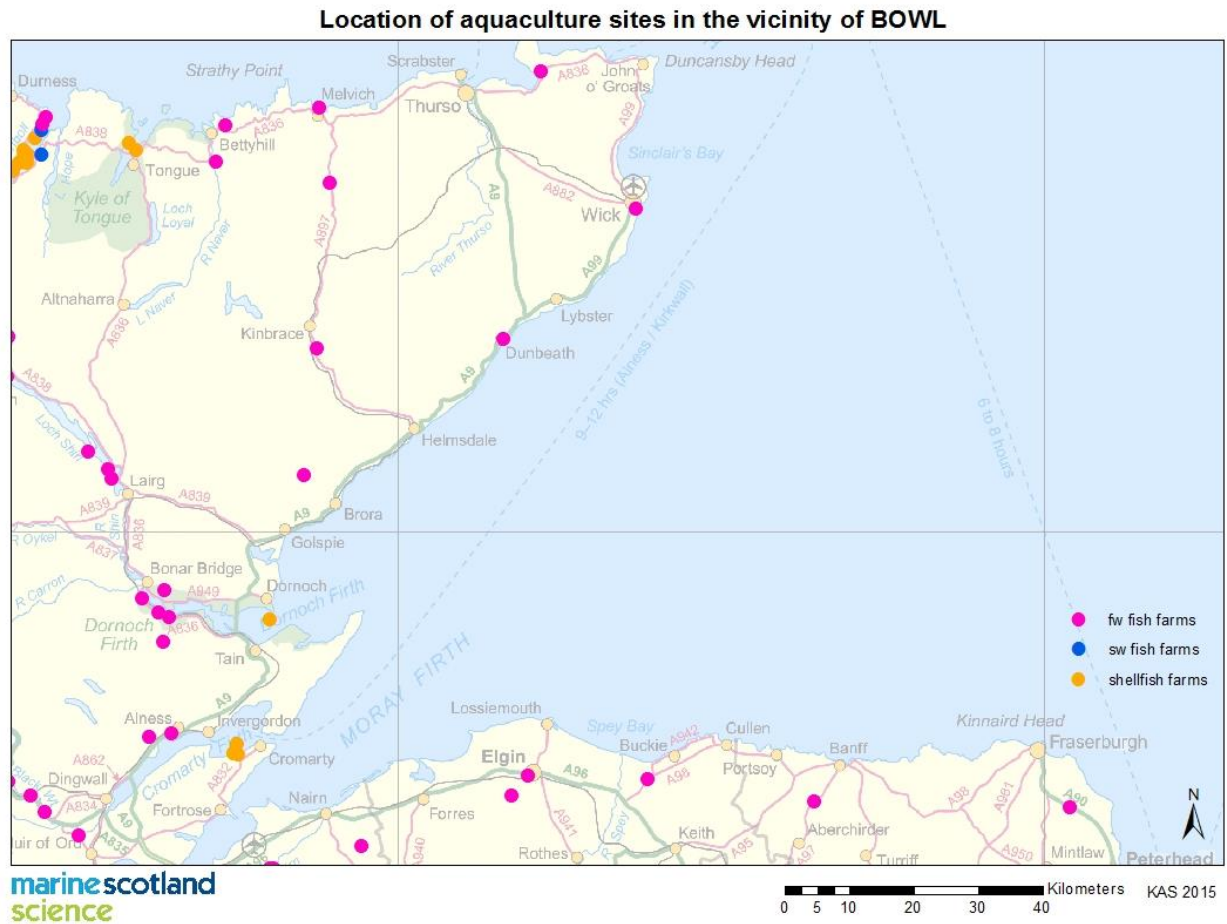 Location of aquaculture sites in the vicinity of BOWL
Durness
Strathy Point
Scrabster
John
o' Groats
Duncansby Head
Melvich
Thurso
A836
A99
A838
Bettyhill
A836
L Hope
Tongue
Sinclair's Bay
A882
Kyle of
Tongue
Loch
Loyal
R Naver
A897
A9
Wick
River Thurso
A99
Altnaharra
L Naver
Lybster
A836
Kinbrace
Dunbeath
A9
9–12 hrs (Alness / Kirkwall)
A838
Loch Shin
Helmsdale
6 to 8 hours
Lairg
A839
A839
Brora
R Shin
A836
A9
Golspie
R Oykel
A837
Bonar Bridge
R Carron
A949
Dornoch
Dornoch Firth
Dornoch
Firth
A836
Tain
fw fish farms
sw fish farms
shellfish farms
A9
MORAY FIRTH
Alness
Invergordon
Lossiemouth
Spey Bay
Cullen
Kinnaird Head
Cromarty
Buckie
A942
Fraserburgh
A862
Elgin
A96
A98
Portsoy
Banff
Dingwall
Cromarty Firth
A832
Nairn
A834
Fortrose
Forres
A98
A981
A90
N
A835
A9
A940
A941
R Spey
Keith
A95
A97
Aberchirder
A950
Mintlaw
Rothes
Turriff
Peterhead
marinescotland
science
Kilometers
0 5 10 20 30 40
KAS 2015